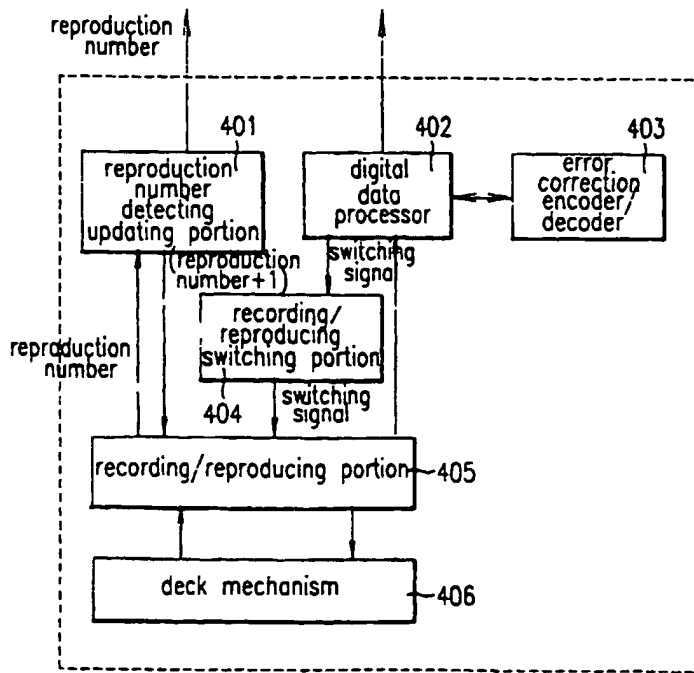 reproduction
number
401
402
403
reproduction
number
detecting
updating portion
digital
data
processor
error
correction
encoder/
decoder
(reproduction
number+1)
switching
signal
recording/
reproducing
switching portion
404
switching
signal
reproduction
number
recording/reproducing portion
405
deck mechanism
406